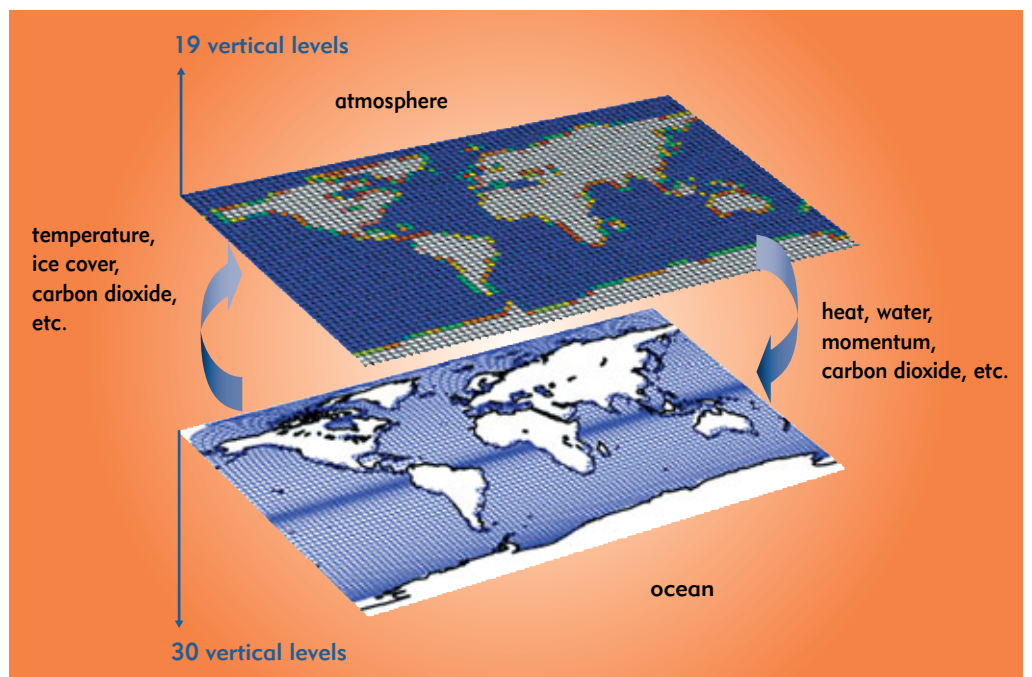 19 vertical levels
atmosphere
temperature,
ice cover,
carbon dioxide,
etc.
heat, water,
momentum,
carbon dioxide, etc.
ocean
30 vertical levels